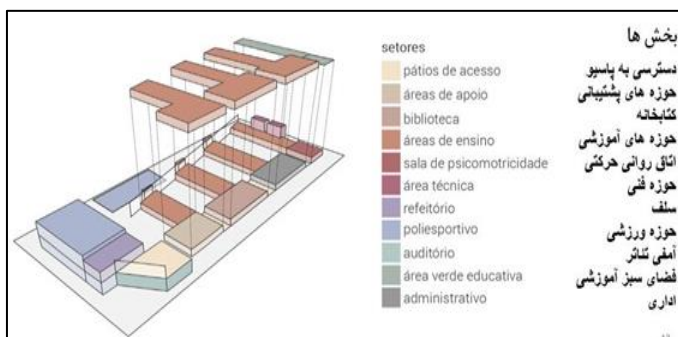 setores
pátios de acesso
áreas de apoio
biblioteca
áreas de ensino
sala de psicomotricidade
área técnica
refeitório
poliesportivo
auditório
área verde educativa
administrativo
بخش ها
دسترسی به پاسیو
حوزه های پشتیبانی
کتابخانه
حوزه های آموزشی
اتاق روانی حرکتی
حوزه فنی
سلف
حوزه ورزشی
آمفی تئاتر
فضای سبز آموزشی
اداری